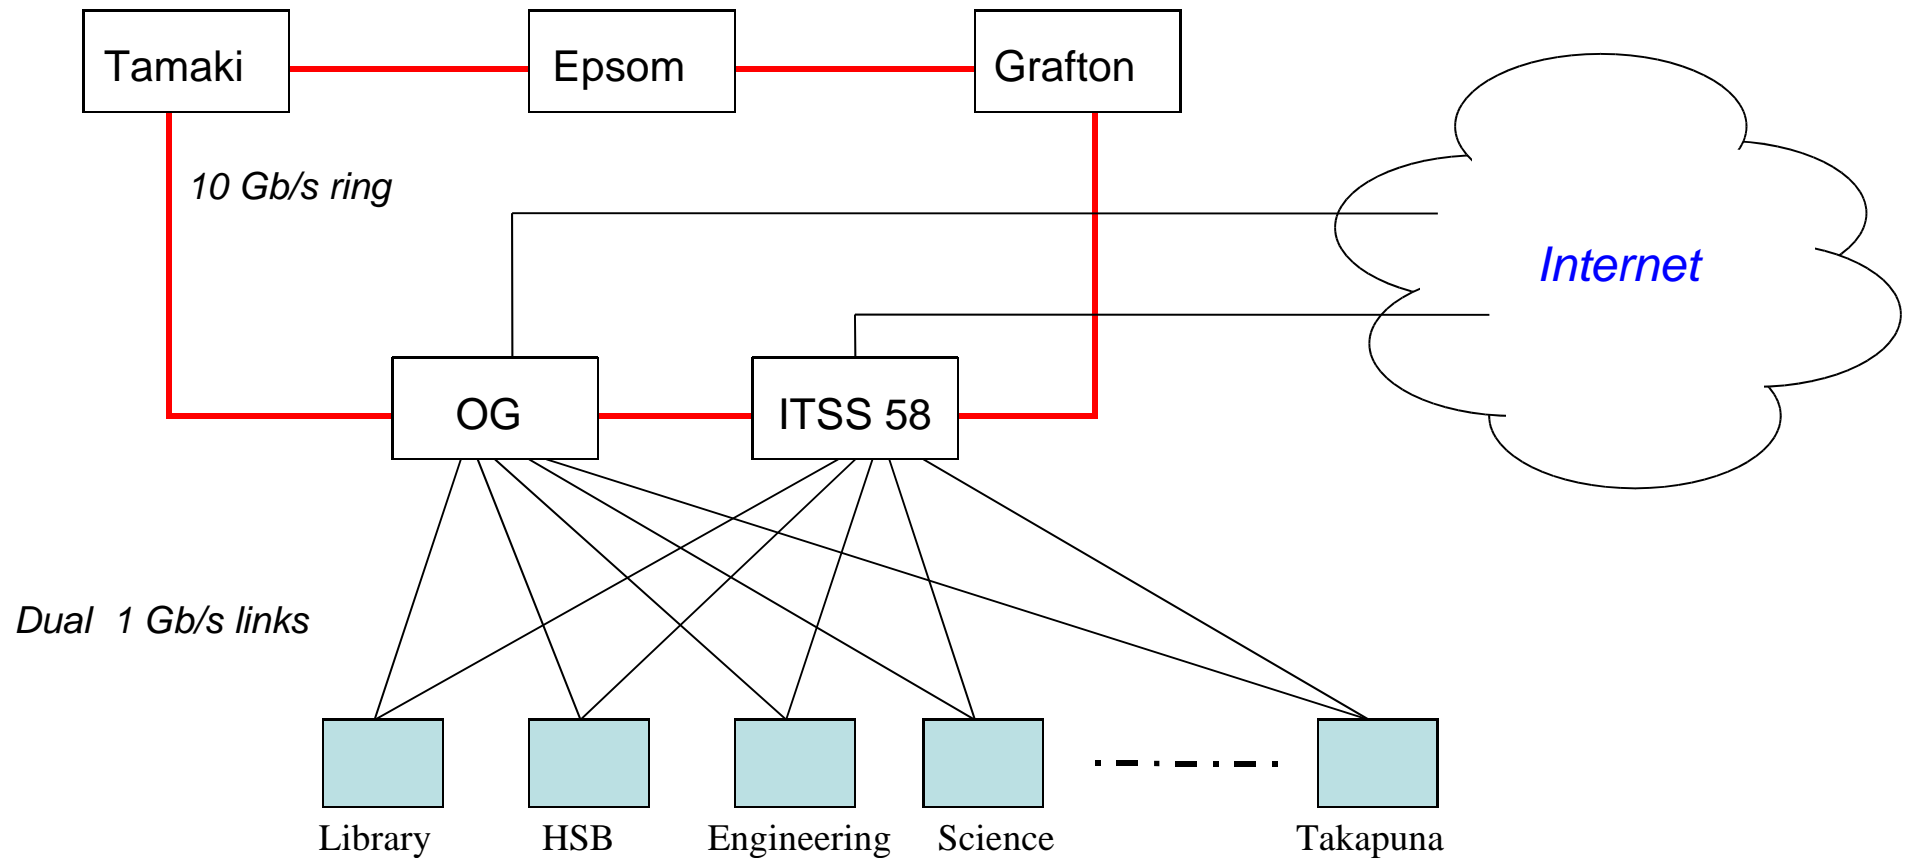 Tamaki
Epsom
Grafton
10 Gb/s ring
Internet
OG
ITSS 58
Dual 1 Gb/s links
Library
HSB
Engineering
Science
Takapuna